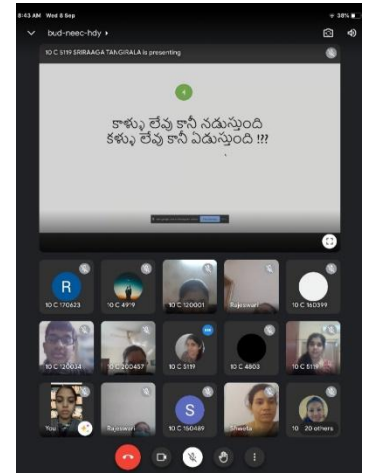 8:43 AM Wed 8 Sep
38%
bud-neec-hdy
10 C 5119 SRIRAAGA TANGIRALA is presenting
4
కాళ్ళు లేవు కానీ నడుస్తుంది
కళ్ళు లేవు కానీ ఏడుస్తుంది !!?
R
10 C 170623
10 C 4919
10 C 120001
Rajeswari
10 C 160399
10 C 120034
10 C 200457
10 C 5119
10 C 4803
10 C 5119
You
Rajeswari
S
10 C 150489
Shweta
10
20 others